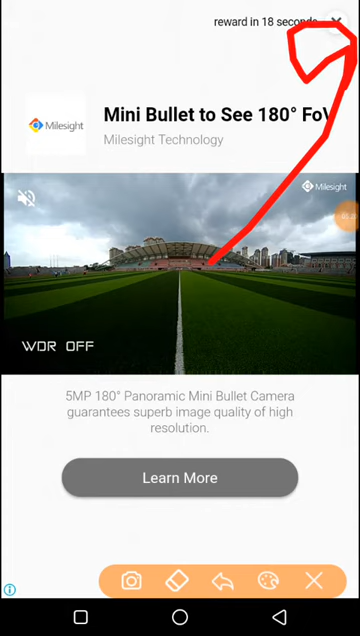 reward in 18 seconds
Milesight
Mini Bullet to See 180° FoV
Milesight Technology
Milesight
WDR OFF
5MP 180° Panoramic Mini Bullet Camera
guarantees superb image quality of high
resolution.
Learn More